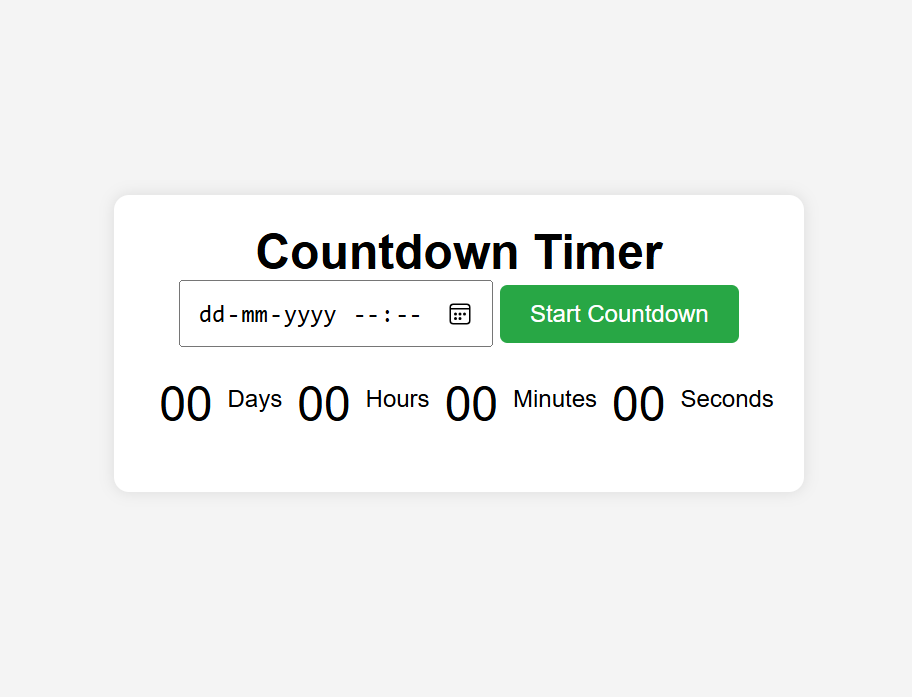 Countdown Timer
dd-mm-yyyy --:-- Start Countdown
00 Days 00 Hours 00 Minutes 00 Seconds